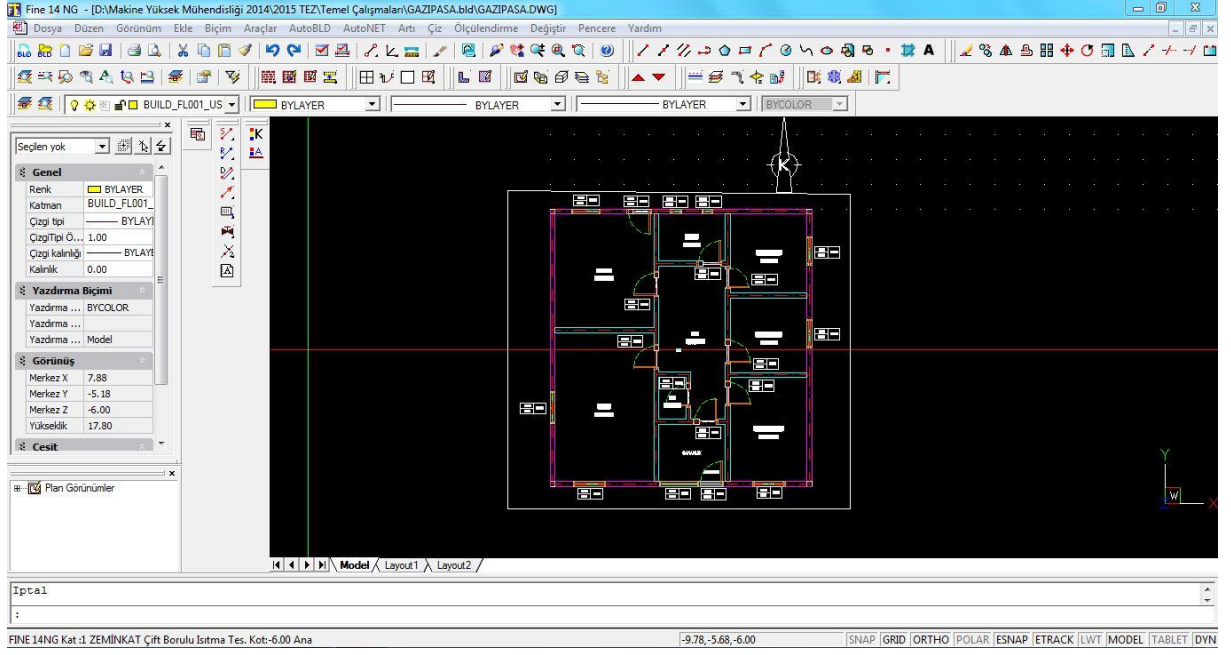 Fine 14 NG - [D:\Makine Yüksek Mühendisliği 2014\2015 TEZ\Temel Çalışmaları\GAZIPASA.bld\GAZIPASA.DWG]
Dosya Düzen Görünüm Ekle Biçim Araçlar AutoBLD AutoNET Artı Çiz Ölçülendirme Değiştir Pencere Yardım
BUILD_FL001_US BYLAYER BYLAYER BYLAYER BYCOLOR
Seçilen yok
Genel
Renk BYLAYER
Katman BUILD_FL001_
Çizgi tipi BYLAYI
ÇizgiTipi Ö... 1.00
Çizgi kalınlığı BYLAYE
Kalınlık 0.00
Yazdırma Biçimi
Yazdırma ... BYCOLOR
Yazdırma ...
Yazdırma ... Model
Görünüş
Merkez X 7.88
Merkez Y -5.18
Merkez Z -6.00
Yükseklik 17.80
Cesit
Plan Görünümler
K
Y
W X
Z
Model Layout1 Layout2
Iptal
:
FINE 14NG Kat :1 ZEMİNKAT Çift Borulu Isıtma Tes. Kot:-6.00 Ana -9.78,-5.68,-6.00 SNAP GRID ORTHO POLAR ESNAP ETRACK LWT MODEL TABLET DYN